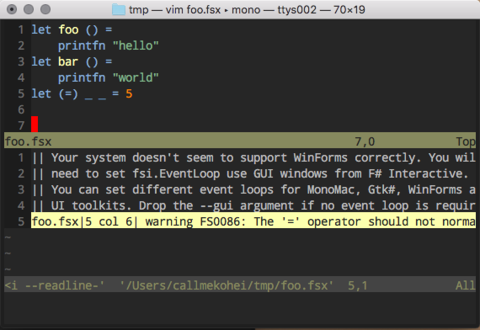 tmp — vim foo.fsx ▸ mono — ttys002 — 70×19
1 let foo () =
2     printfn "hello"
3 let bar () =
4     printfn "world"
5 let (=) _ _ = 5
6
7
foo.fsx 7,0 Top
1 || Your system doesn't seem to support WinForms correctly. You wil
2 || need to set fsi.EventLoop use GUI windows from F# Interactive.
3 || You can set different event loops for MonoMac, Gtk#, WinForms a
4 || UI toolkits. Drop the --gui argument if no event loop is requir
5 foo.fsx|5 col 6| warning FS0086: The '=' operator should not norma
~
~
~
<i --readline-'  '/Users/callmekohei/tmp/foo.fsx'  5,1 All